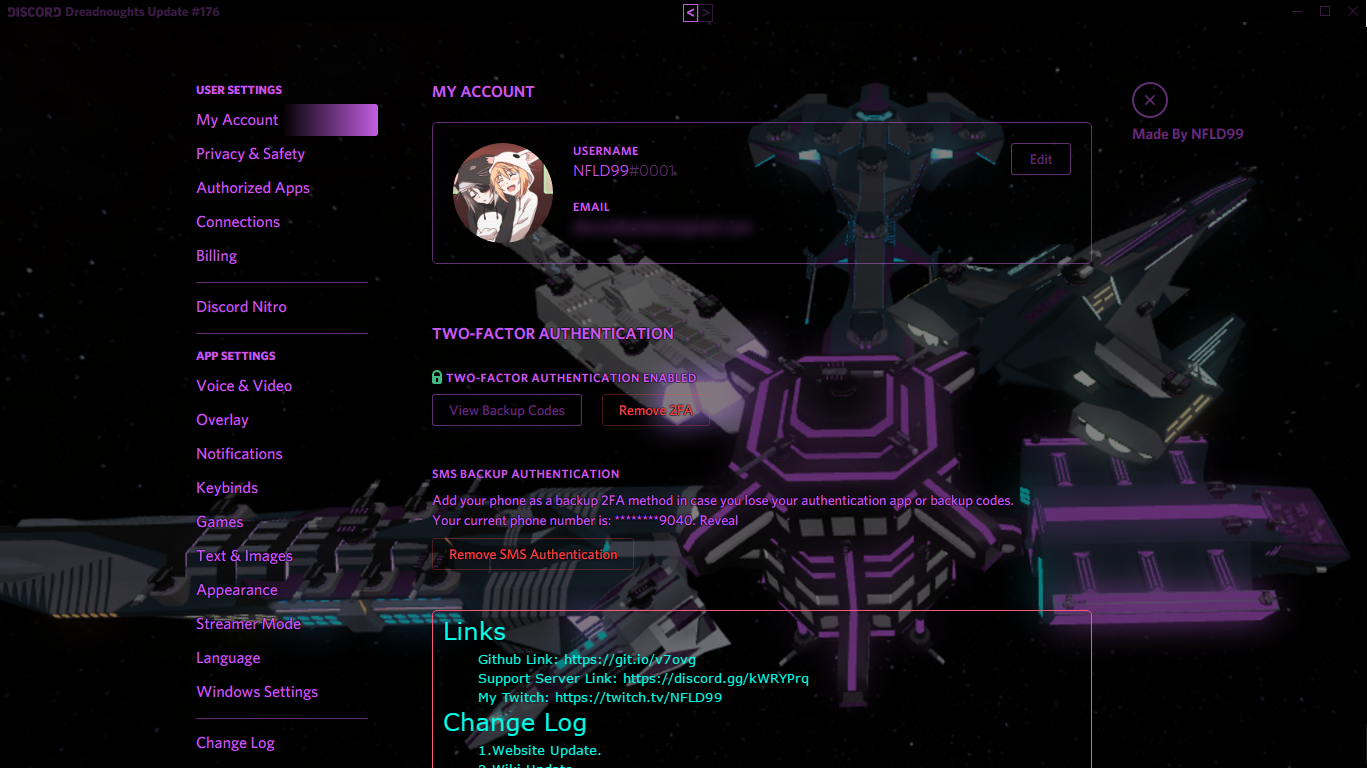 DISCORD Dreadnoughts Update #176
< >
USER SETTINGS
My Account
Privacy & Safety
Authorized Apps
Connections
Billing
Discord Nitro
APP SETTINGS
Voice & Video
Overlay
Notifications
Keybinds
Games
Text & Images
Appearance
Streamer Mode
Language
Windows Settings
Change Log
MY ACCOUNT
USERNAME
NFLD99#0001
Edit
EMAIL
Made By NFLD99
TWO-FACTOR AUTHENTICATION
TWO-FACTOR AUTHENTICATION ENABLED
View Backup Codes
Remove 2FA
SMS BACKUP AUTHENTICATION
Add your phone as a backup 2FA method in case you lose your authentication app or backup codes.
Your current phone number is: ********9040. Reveal
Remove SMS Authentication
Links
Github Link: https://git.io/v7ovg
Support Server Link: https://discord.gg/kWRYPrq
My Twitch: https://twitch.tv/NFLD99
Change Log
1.Website Update.
2.Wiki Update.